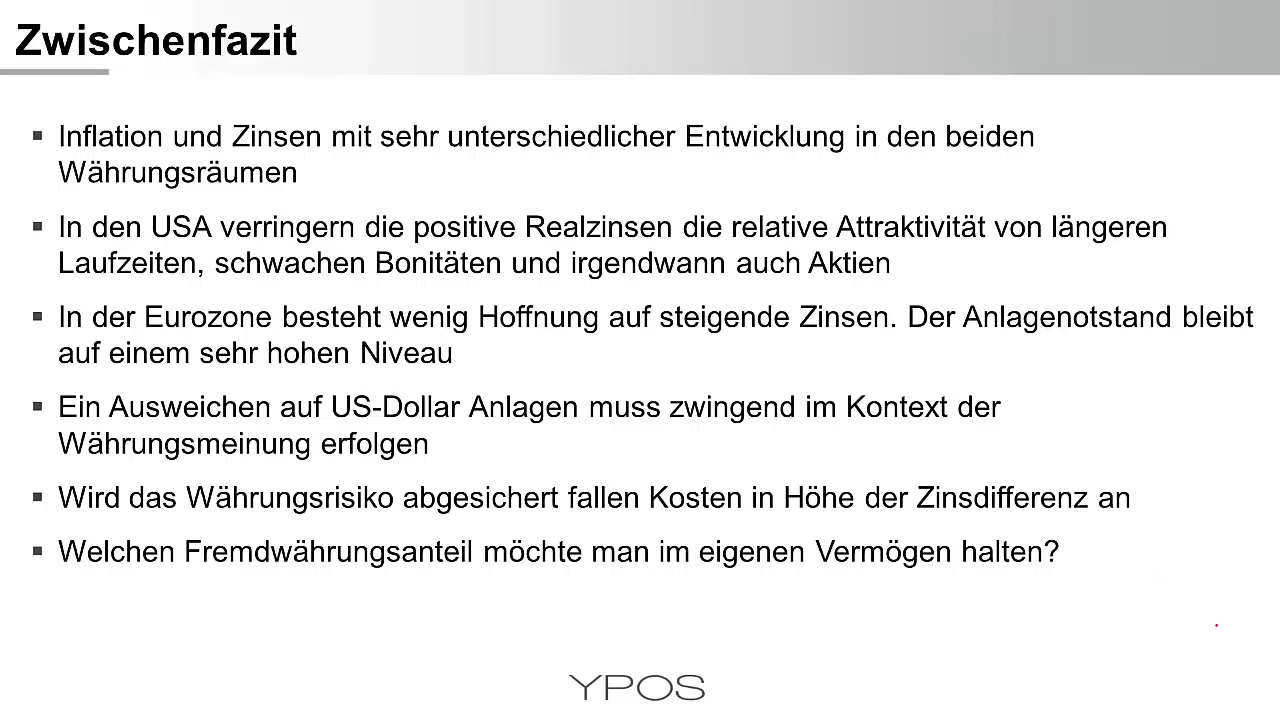 Zwischenfazit
Inflation und Zinsen mit sehr unterschiedlicher Entwicklung in den beiden
Währungsräumen
In den USA verringern die positive Realzinsen die relative Attraktivität von längeren
Laufzeiten, schwachen Bonitäten und irgendwann auch Aktien
In der Eurozone besteht wenig Hoffnung auf steigende Zinsen. Der Anlagenotstand bleibt
auf einem sehr hohen Niveau
Ein Ausweichen auf US-Dollar Anlagen muss zwingend im Kontext der
Währungsmeinung erfolgen
Wird das Währungsrisiko abgesichert fallen Kosten in Höhe der Zinsdifferenz an
Welchen Fremdwährungsanteil möchte man im eigenen Vermögen halten?
YPOS